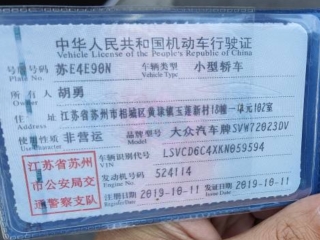 中华人民共和国机动车行驶证
Vehicle License of the People's Republic of China
号牌号码 苏E4E90N 车辆类型 小型轿车
Plate No. Vehicle Type
所有人 胡勇
Owner
住址 江苏省苏州市相城区黄埭镇玉莲新村18幢一单元102室
Address
使用性质 非营运 品牌型号 大众汽车牌SVW72023DV
Use Character Model
江苏省苏州市公安局交通警察支队
车辆识别代号 LSVCD6C4XKN059594
VIN
发动机号码 524114
Engine No.
注册日期 2019-10-11 发证日期 2019-10-11